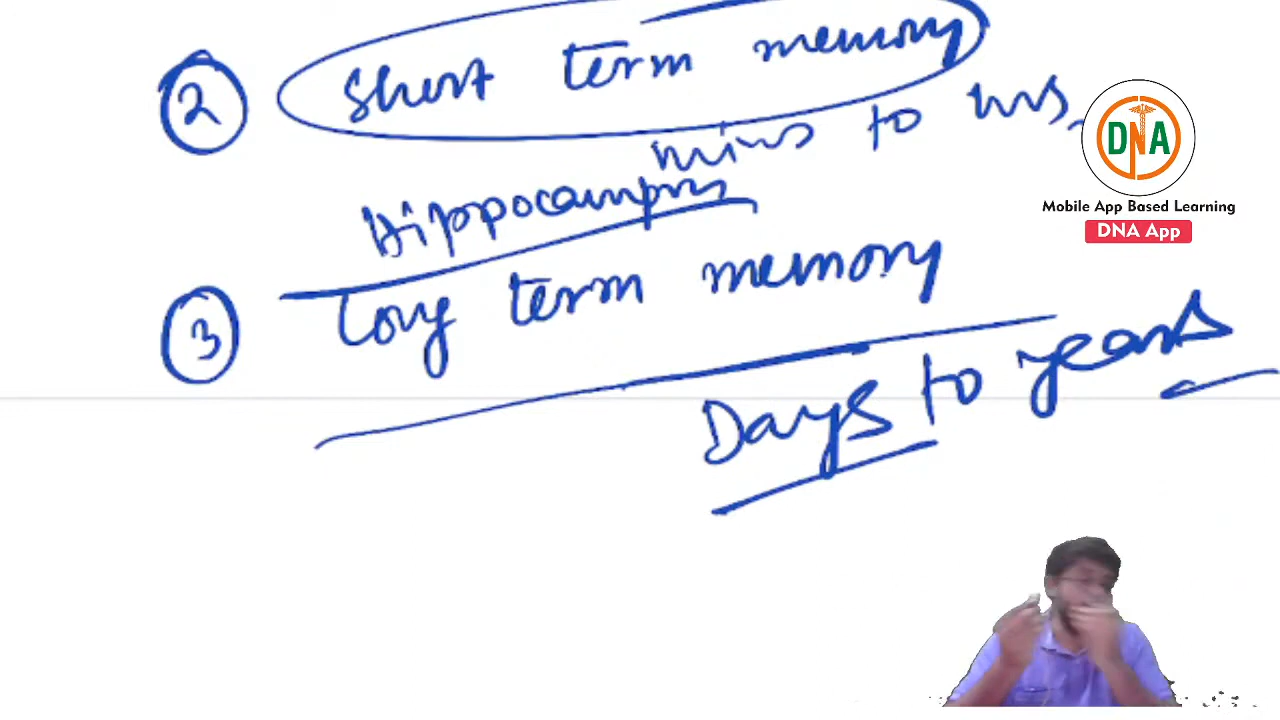 ② Short term memory
mins to hrs.
Hippocampus
③ Long term memory
Days to years
DNA
Mobile App Based Learning
DNA App